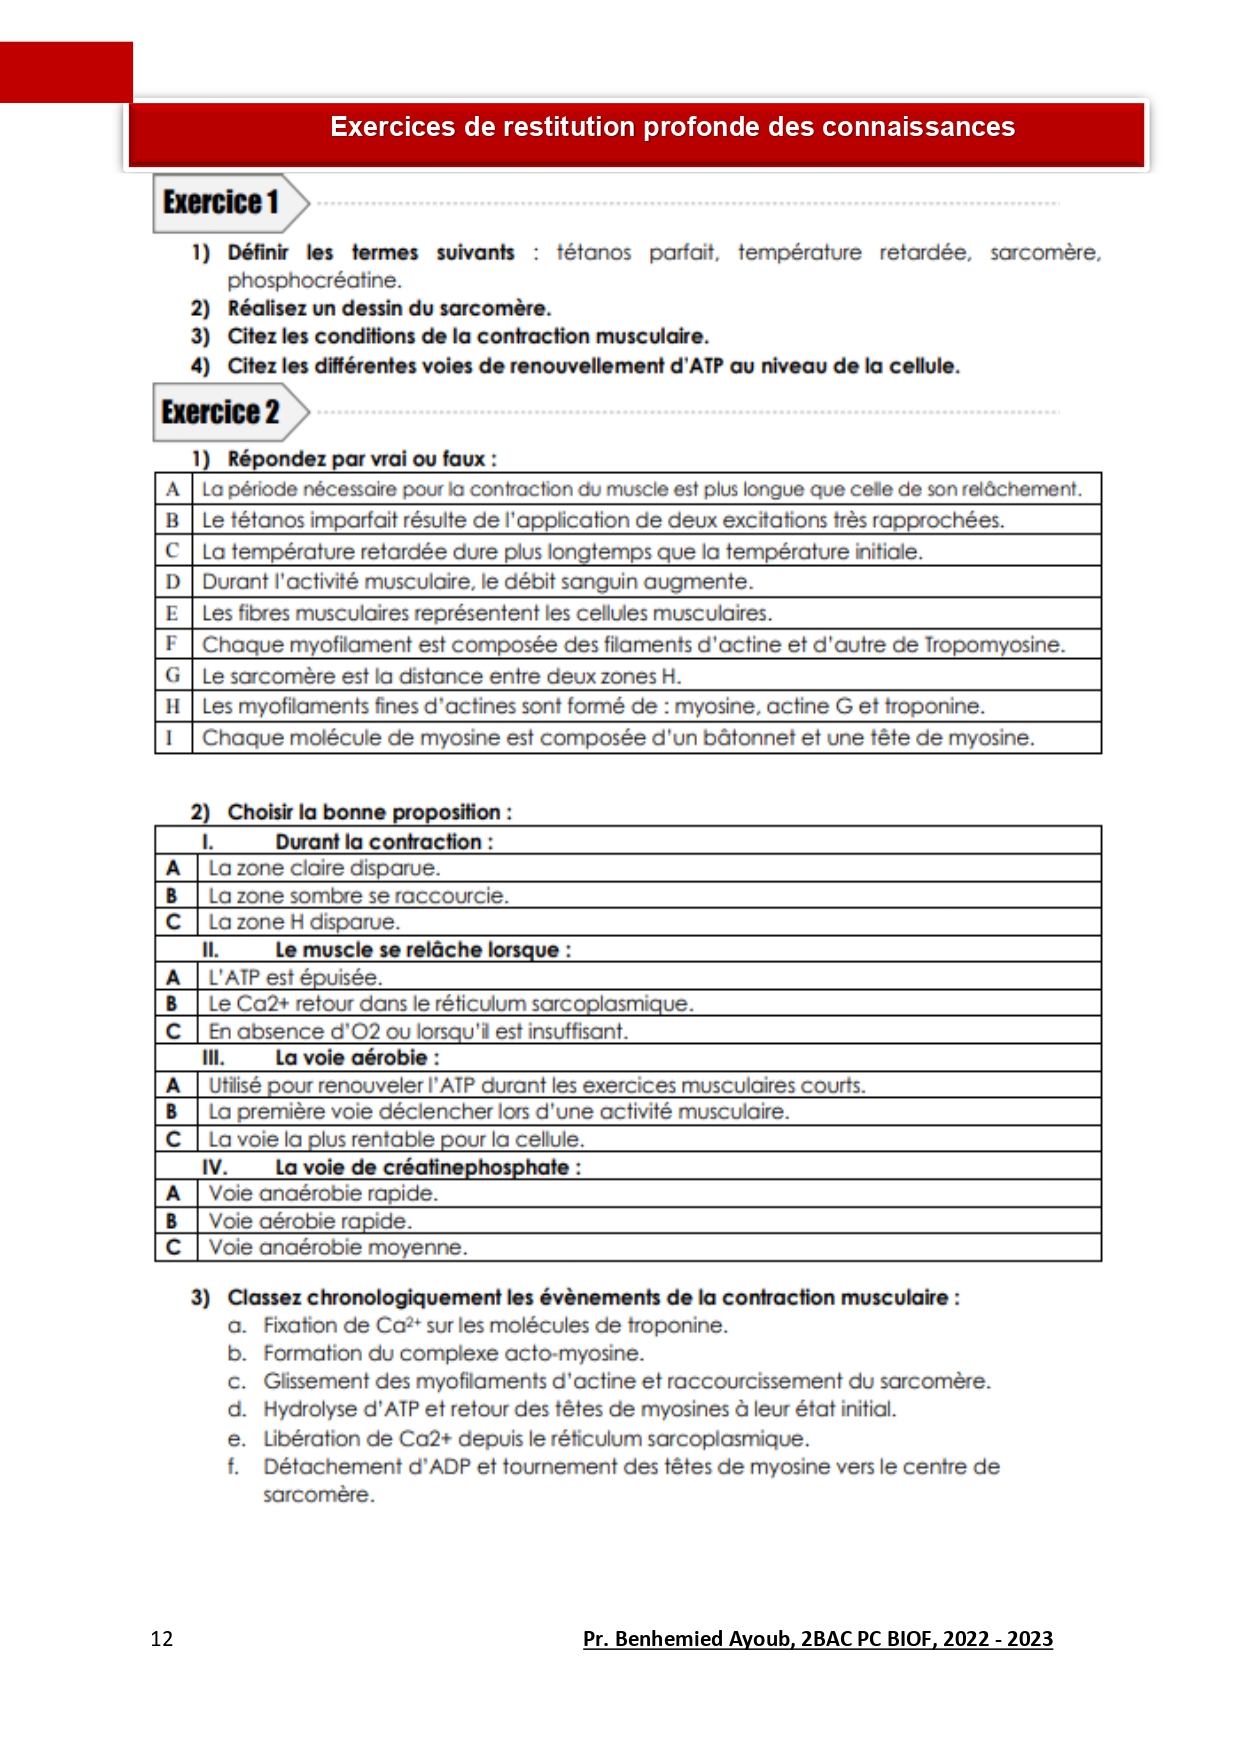 Exercices de restitution profonde des connaissances
Exercice 1
1) Définir les termes suivants : tétanos parfait, température retardée, sarcomère,
phosphocréatine.
2) Réalisez un dessin du sarcomère.
3) Citez les conditions de la contraction musculaire.
4) Citez les différentes voies de renouvellement d'ATP au niveau de la cellule.
Exercice 2
1) Répondez par vrai ou faux :
A La période nécessaire pour la contraction du muscle est plus longue que celle de son relâchement.
B Le tétanos imparfait résulte de l'application de deux excitations très rapprochées.
C La température retardée dure plus longtemps que la température initiale.
D Durant l'activité musculaire, le débit sanguin augmente.
E Les fibres musculaires représentent les cellules musculaires.
F Chaque myofilament est composée des filaments d'actine et d'autre de Tropomyosine.
G Le sarcomère est la distance entre deux zones H.
H Les myofilaments fines d'actines sont formé de : myosine, actine G et troponine.
I Chaque molécule de myosine est composée d'un bâtonnet et une tête de myosine.
2) Choisir la bonne proposition :
I. Durant la contraction :
A La zone claire disparue.
B La zone sombre se raccourcie.
C La zone H disparue.
II. Le muscle se relâche lorsque :
A L'ATP est épuisée.
B Le Ca2+ retour dans le réticulum sarcoplasmique.
C En absence d'O2 ou lorsqu'il est insuffisant.
III. La voie aérobie :
A Utilisé pour renouveler l'ATP durant les exercices musculaires courts.
B La première voie déclencher lors d'une activité musculaire.
C La voie la plus rentable pour la cellule.
IV. La voie de créatinephosphate :
A Voie anaérobie rapide.
B Voie aérobie rapide.
C Voie anaérobie moyenne.
3) Classez chronologiquement les évènements de la contraction musculaire :
a. Fixation de Ca²⁺ sur les molécules de troponine.
b. Formation du complexe acto-myosine.
c. Glissement des myofilaments d'actine et raccourcissement du sarcomère.
d. Hydrolyse d'ATP et retour des têtes de myosines à leur état initial.
e. Libération de Ca2+ depuis le réticulum sarcoplasmique.
f. Détachement d'ADP et tournement des têtes de myosine vers le centre de
sarcomère.
12 Pr. Benhemied Ayoub, 2BAC PC BIOF, 2022 - 2023